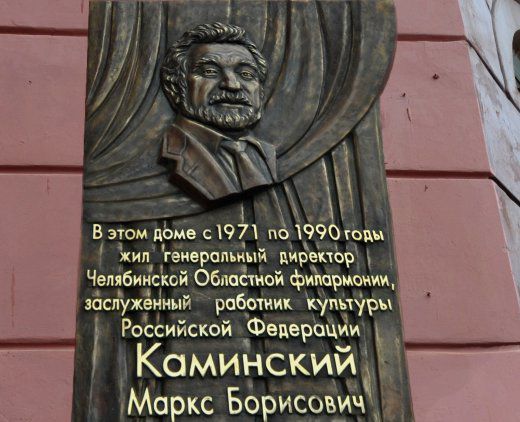 В этом доме с 1971 по 1990 годы
жил генеральный директор
Челябинской Областной филармонии,
заслуженный работник культуры
Российской Федерации
Каминский
Маркс Борисович